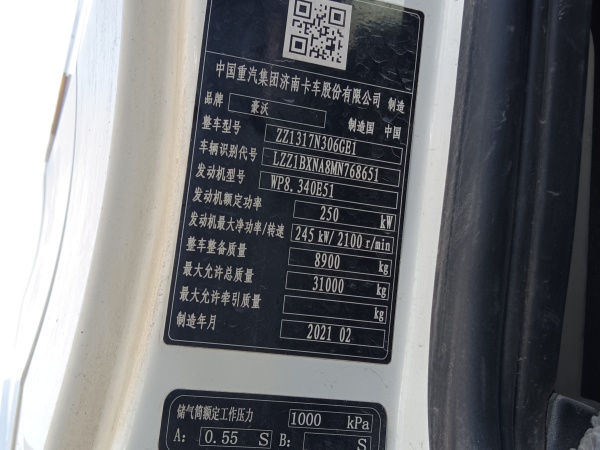 中国重汽集团济南卡车股份有限公司 制造
品牌 豪沃 制造国 中国
整车型号 ZZ1317N306GE1
车辆识别代号 LZZ1BXNA8MN768651
发动机型号 WP8.340E51
发动机额定功率 250 kW
发动机最大净功率/转速 245 kW/ 2100 r/min
整车整备质量 8900 kg
最大允许总质量 31000 kg
最大允许牵引质量 kg
制造年月 2021 02
储气筒额定工作压力 1000 kPa
A: 0.55 S B: S